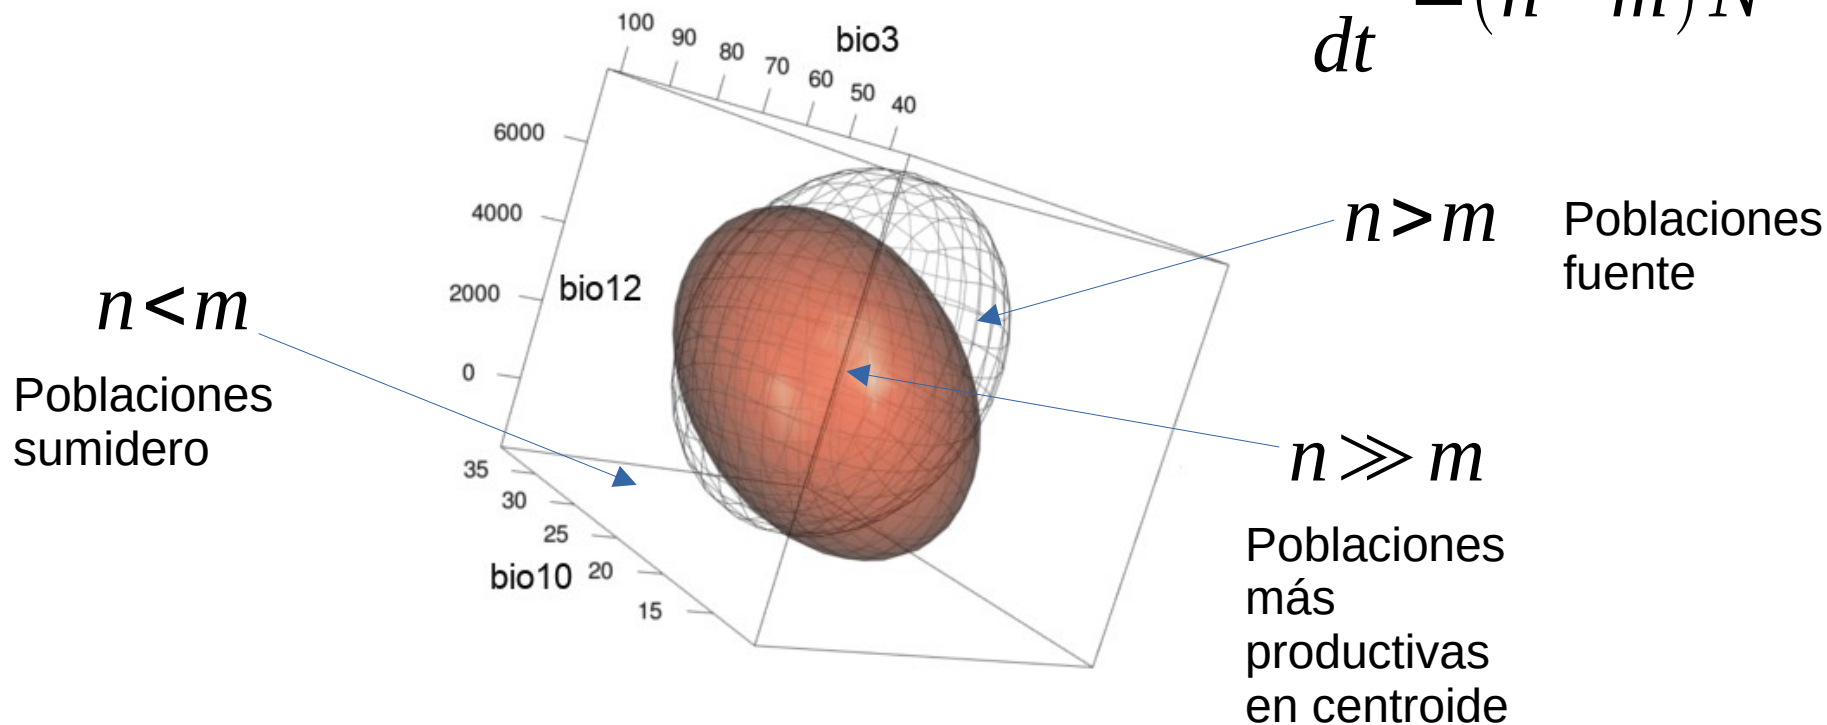 100 90 80 70 60 50 40
bio3
dt
=(n − m) N
6000
4000
2000
0
bio12
n>m
Poblaciones
fuente
n<m
Poblaciones
sumidero
n≫m
Poblaciones
más
productivas
en centroide
35
30
25
20
15
bio10